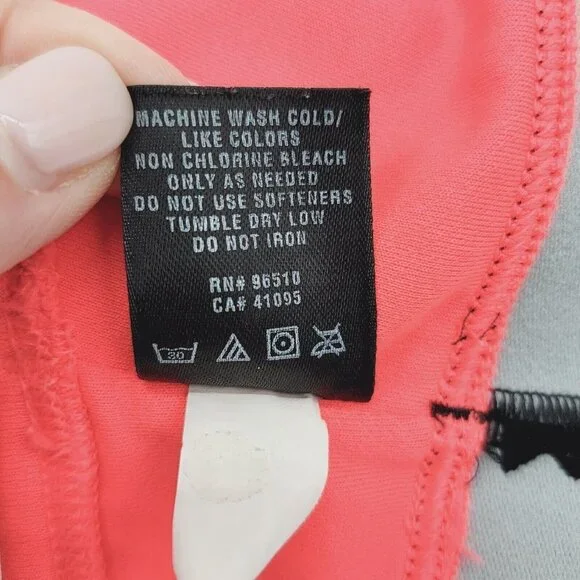 MACHINE WASH COLD/
LIKE COLORS
NON CHLORINE BLEACH
ONLY AS NEEDED
DO NOT USE SOFTENERS
TUMBLE DRY LOW
DO NOT IRON
RN# 96510
CA# 41095
30